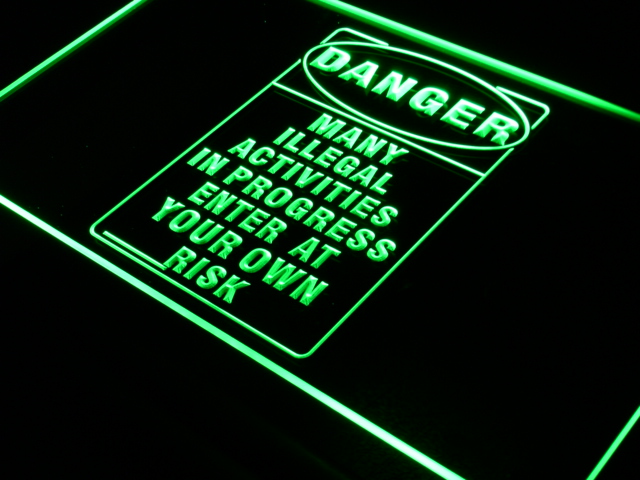 DANGER
MANY
ILLEGAL
ACTIVITIES
IN PROGRESS
ENTER AT
YOUR OWN
RISK